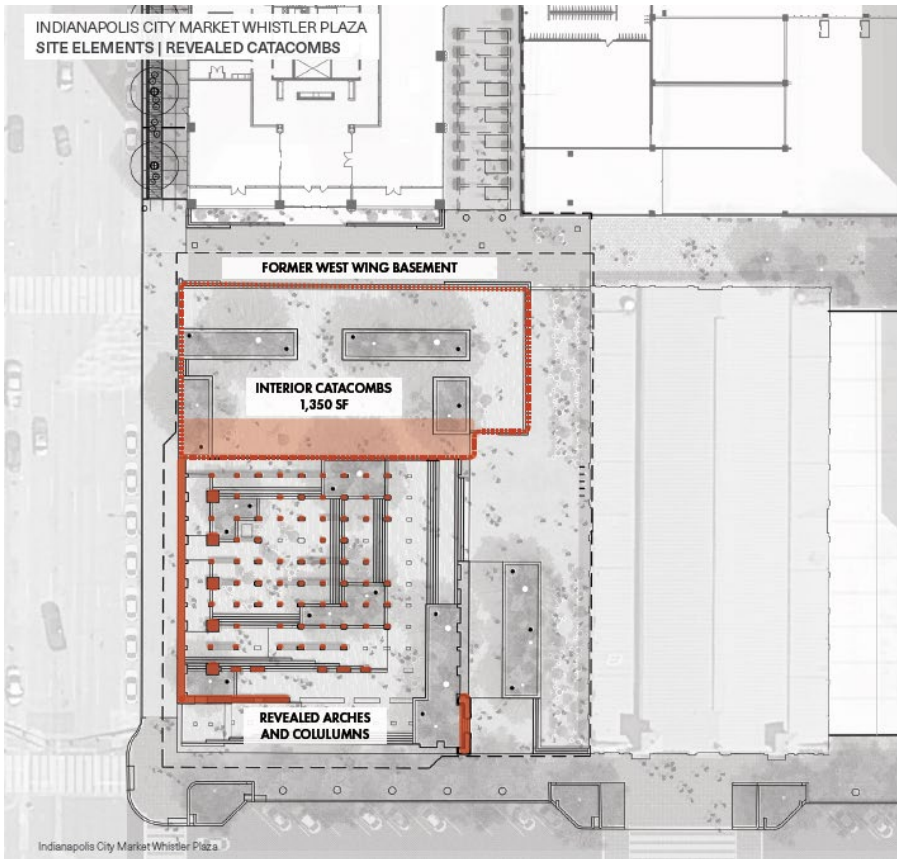 INDIANAPOLIS CITY MARKET WHISTLER PLAZA
SITE ELEMENTS | REVEALED CATACOMBS
FORMER WEST WING BASEMENT
INTERIOR CATACOMBS
1,350 SF
REVEALED ARCHES
AND COLULUMNS
Indianapolis City Market Whistler Plaza